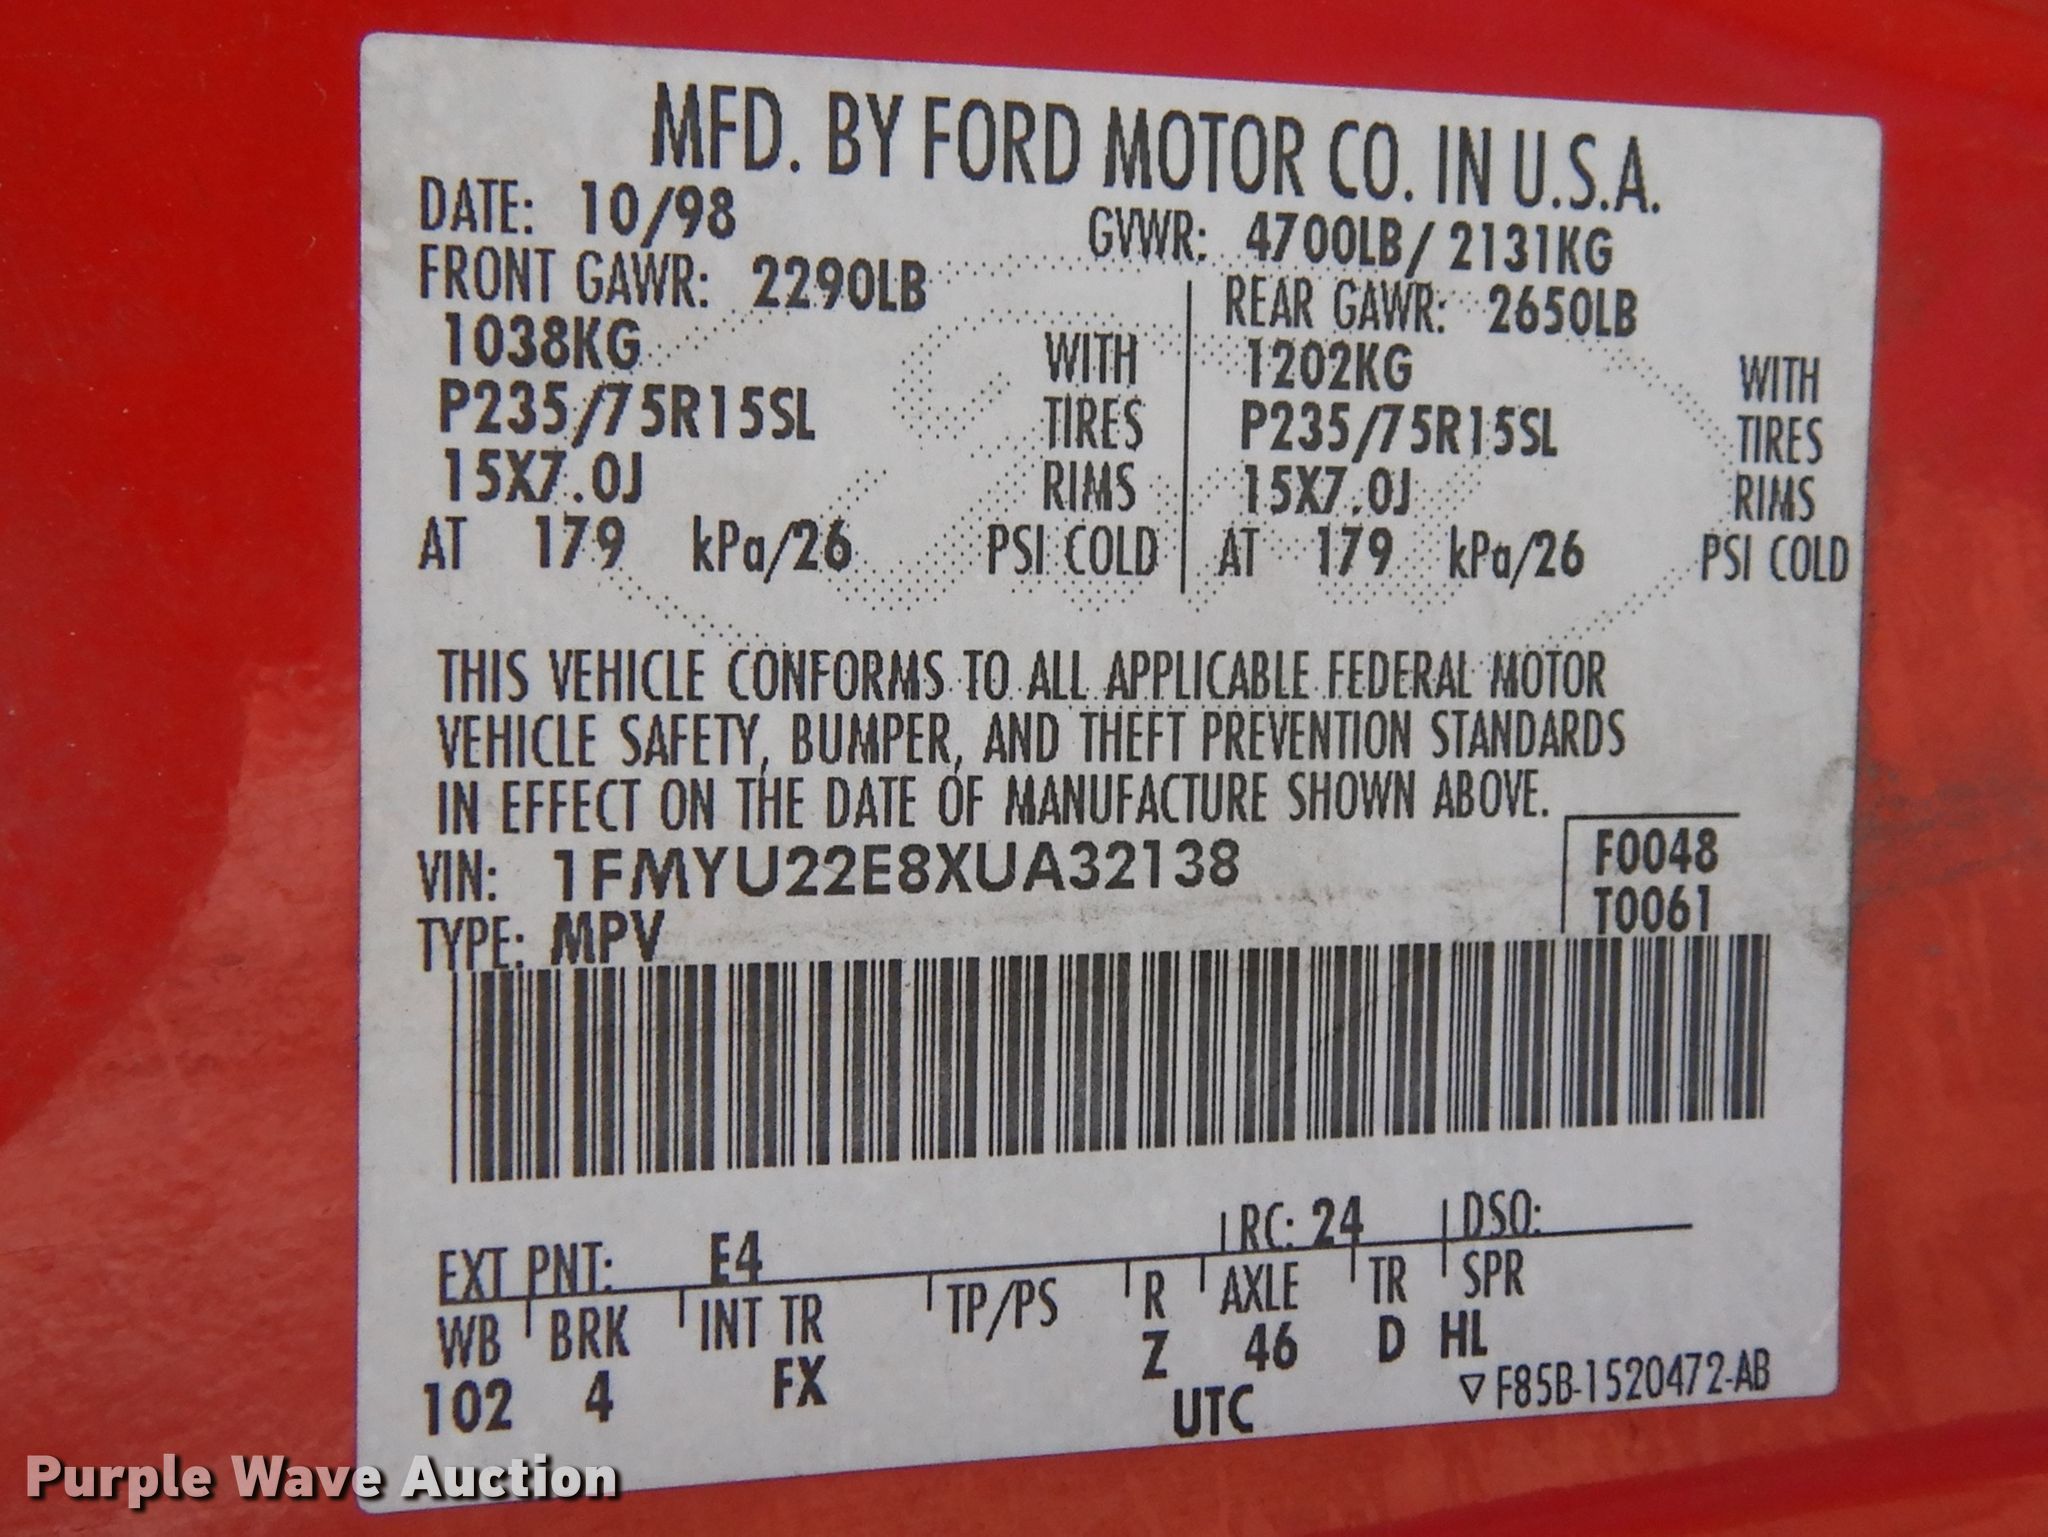 MFD. BY FORD MOTOR CO. IN U.S.A.
DATE: 10/98
GVWR: 4700LB/ 2131KG
FRONT GAWR: 2290LB
1038KG WITH
P235/75R15SL TIRES
15X7.0J RIMS
AT 179 kPa/26 PSI COLD
REAR GAWR: 2650LB
1202KG WITH
P235/75R15SL TIRES
15X7.0J RIMS
AT 179 kPa/26 PSI COLD
THIS VEHICLE CONFORMS TO ALL APPLICABLE FEDERAL MOTOR
VEHICLE SAFETY, BUMPER, AND THEFT PREVENTION STANDARDS
IN EFFECT ON THE DATE OF MANUFACTURE SHOWN ABOVE.
VIN: 1FMYU22E8XUA32138
TYPE: MPV
F0048
T0061
EXT PNT: E4 RC: 24 DSO:
WB BRK INT TR TP/PS R AXLE TR SPR
102 4 FX Z 46 D HL
UTC
▽ F85B-1520472-AB
Purple Wave Auction